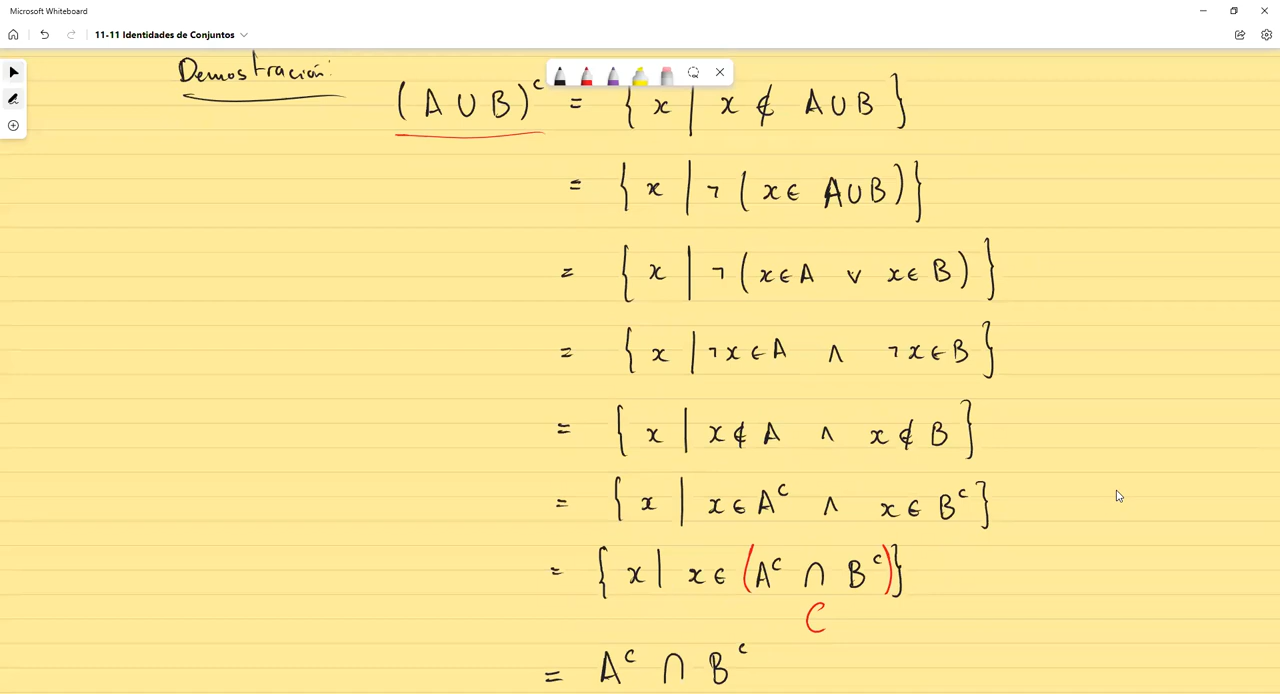 Microsoft Whiteboard
11-11 Identidades de Conjuntos
Demostración:
(A ∪ B)ᶜ = { x | x ∉ A ∪ B }
= { x | ¬ ( x ∈ A ∪ B ) }
= { x | ¬ ( x ∈ A ∨ x ∈ B ) }
= { x | ¬ x ∈ A ∧ ¬ x ∈ B }
= { x | x ∉ A ∧ x ∉ B }
= { x | x ∈ Aᶜ ∧ x ∈ Bᶜ }
= { x | x ∈ (Aᶜ ∩ Bᶜ) }
C
= Aᶜ ∩ Bᶜ